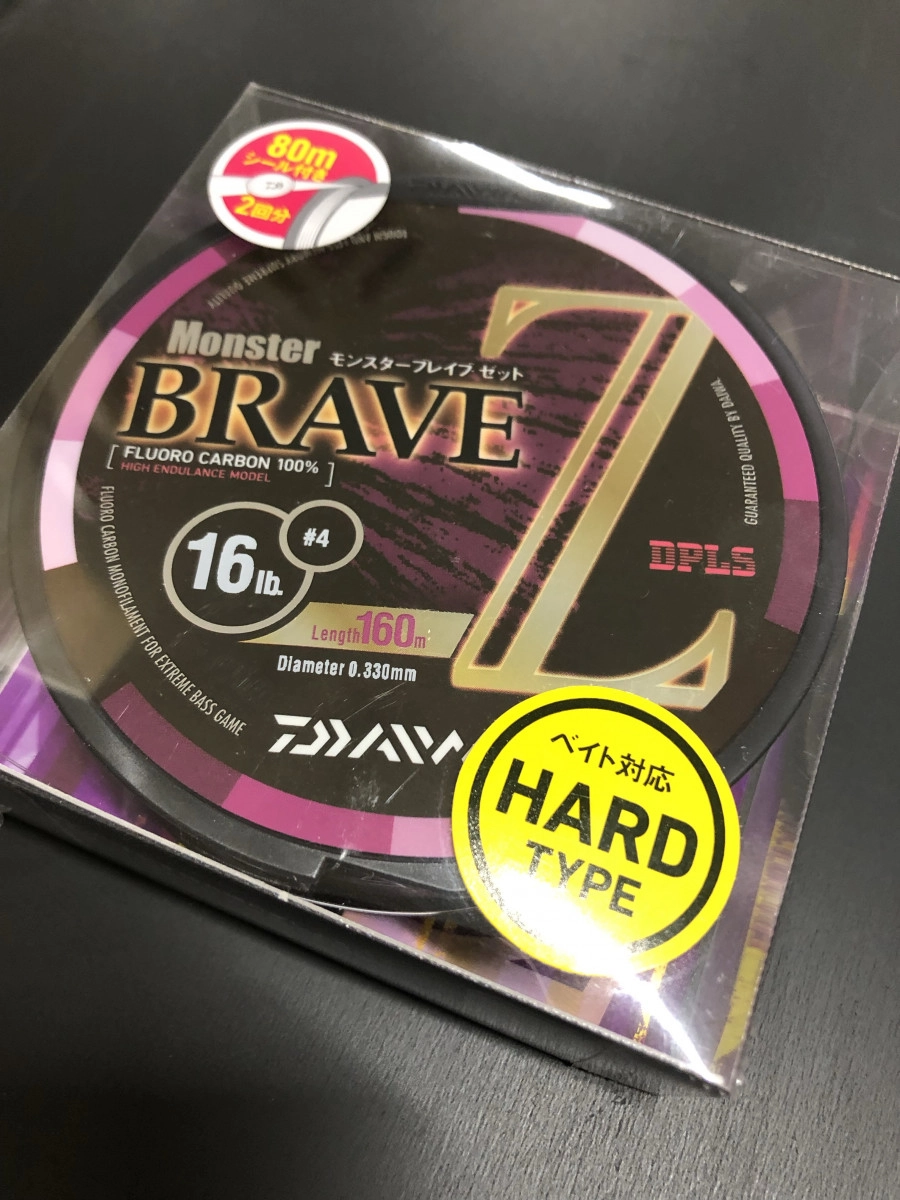 80m
シール付き
2回分
Monster
モンスターブレイブ・ゼット
BRAVE Z
FLUORO CARBON 100%
HIGH ENDULANCE MODEL
#4
16lb.
Length160m
Diameter 0.330mm
DAIWA
DPLS
GUARANTEED QUALITY BY DAIWA
FLUORO CARBON MONOFILAMENT FOR EXTREME BASS GAME
ベイト対応
HARD
TYPE